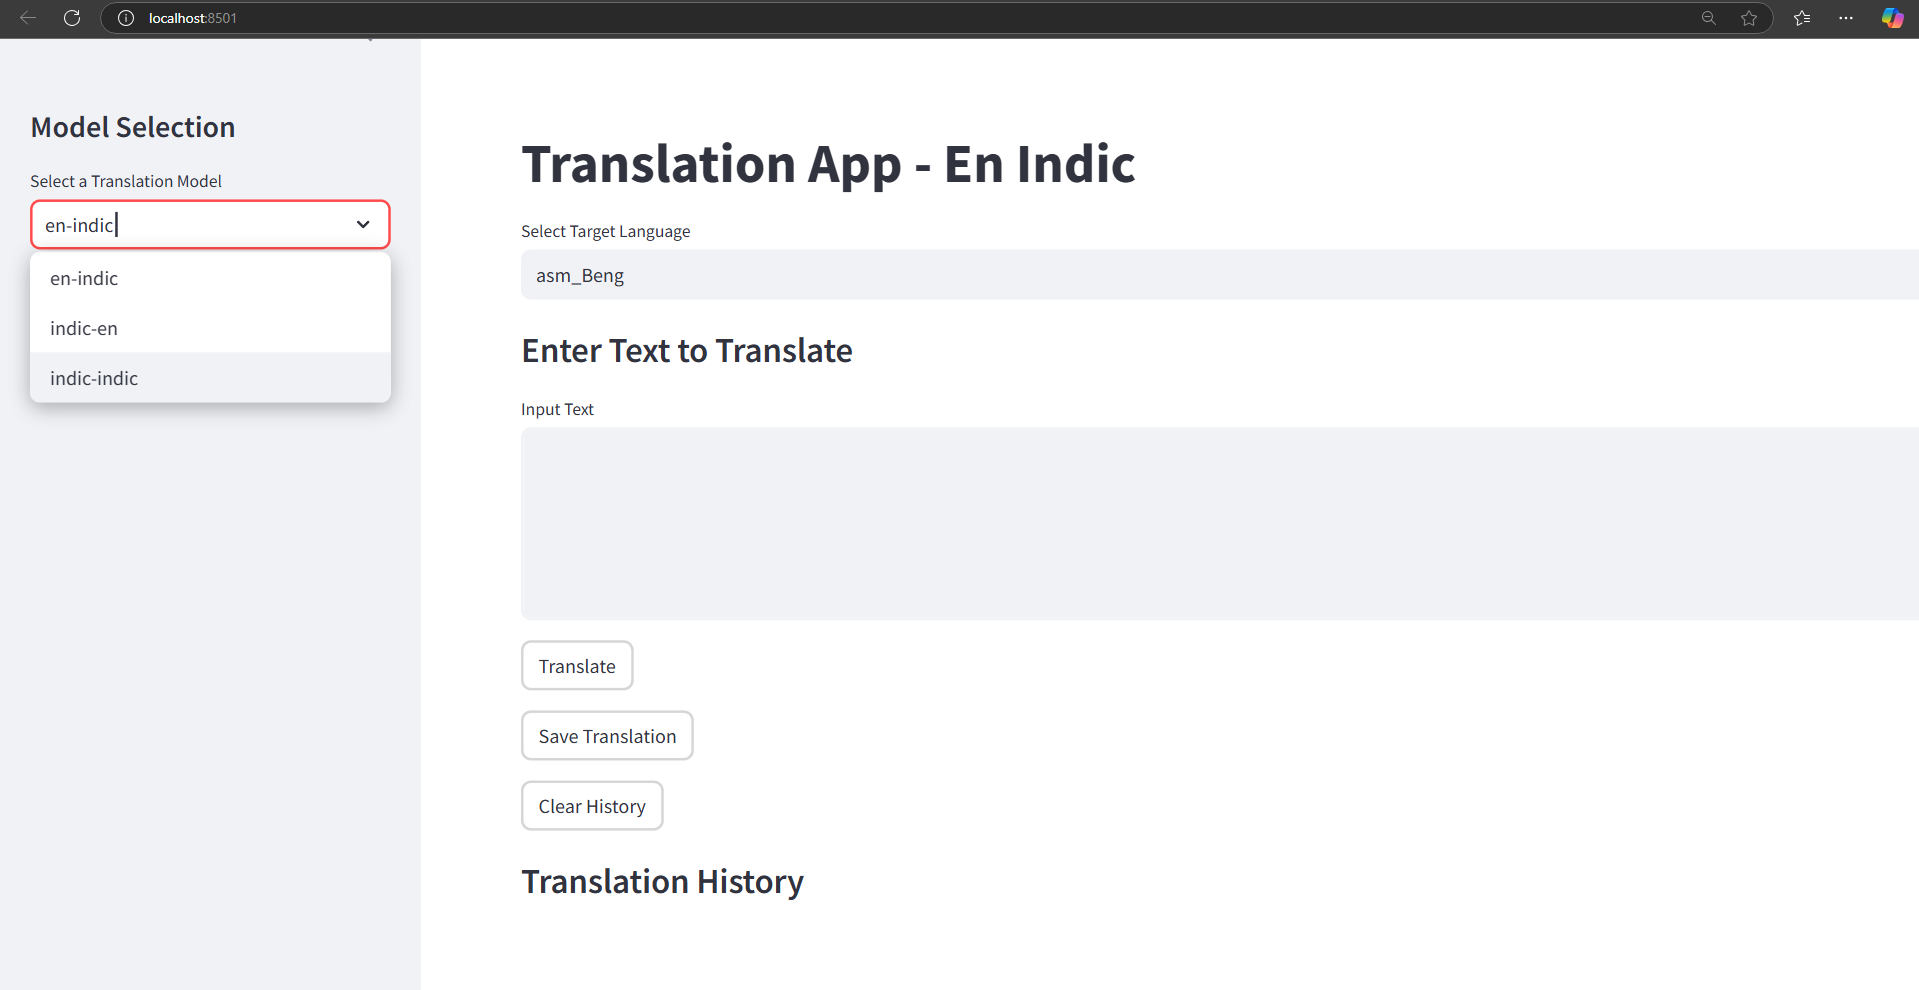 localhost:8501
Model Selection
Select a Translation Model
en-indic
en-indic
indic-en
indic-indic
Translation App - En Indic
Select Target Language
asm_Beng
Enter Text to Translate
Input Text
Translate
Save Translation
Clear History
Translation History